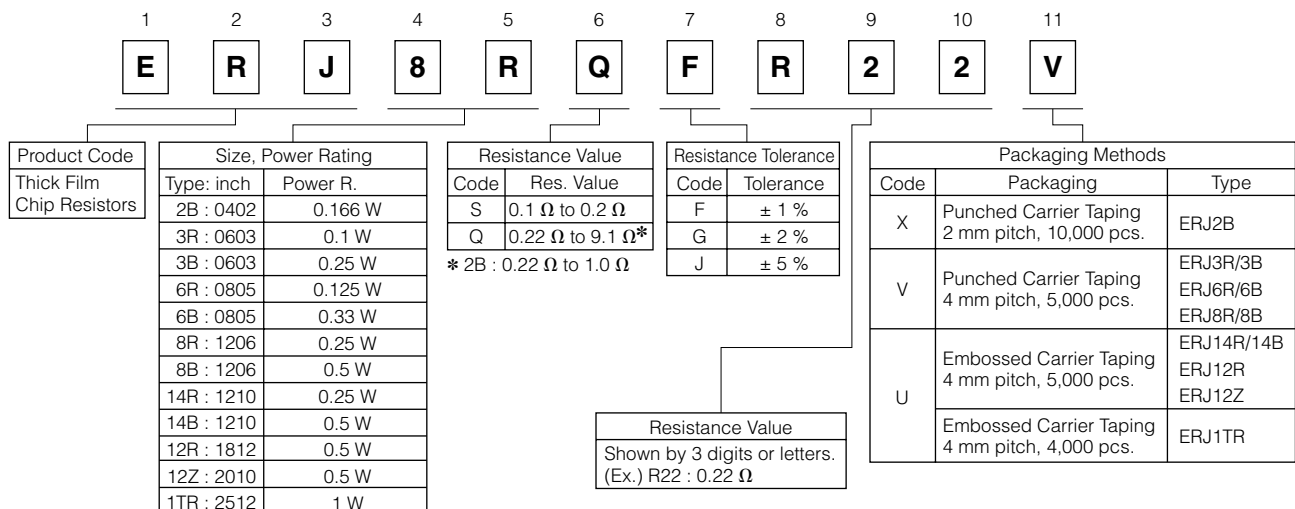 1 2 3 4 5 6 7 8 9 10 11
E R J 8 R Q F R 2 2 V
Product Code
Thick Film
Chip Resistors
Size, Power Rating
Type: inch Power R.
2B : 0402 0.166 W
3R : 0603 0.1 W
3B : 0603 0.25 W
6R : 0805 0.125 W
6B : 0805 0.33 W
8R : 1206 0.25 W
8B : 1206 0.5 W
14R : 1210 0.25 W
14B : 1210 0.5 W
12R : 1812 0.5 W
12Z : 2010 0.5 W
1TR : 2512 1 W
Resistance Value
Code Res. Value
S 0.1 Ω to 0.2 Ω
Q 0.22 Ω to 9.1 Ω*
* 2B : 0.22 Ω to 1.0 Ω
Resistance Tolerance
Code Tolerance
F ± 1 %
G ± 2 %
J ± 5 %
Resistance Value
Shown by 3 digits or letters.
(Ex.) R22 : 0.22 Ω
Packaging Methods
Code Packaging Type
X Punched Carrier Taping
2 mm pitch, 10,000 pcs. ERJ2B
V Punched Carrier Taping
4 mm pitch, 5,000 pcs.
ERJ3R/3B
ERJ6R/6B
ERJ8R/8B
U Embossed Carrier Taping
4 mm pitch, 5,000 pcs.
ERJ14R/14B
ERJ12R
ERJ12Z
Embossed Carrier Taping
4 mm pitch, 4,000 pcs. ERJ1TR